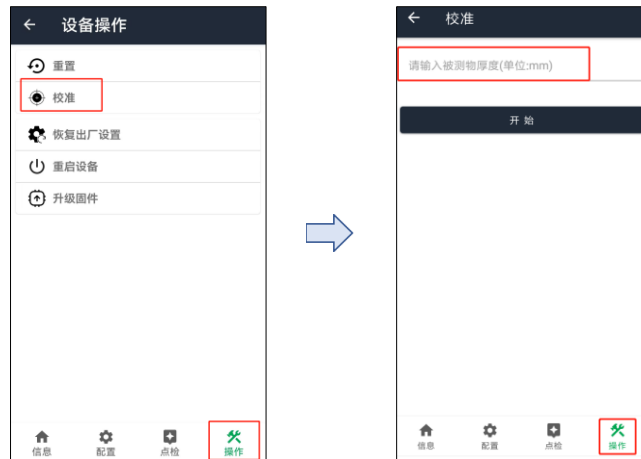 设备操作
重置
校准
恢复出厂设置
重启设备
升级固件
信息
配置
点检
操作
校准
请输入被测物厚度(单位:mm)
开始
信息
配置
点检
操作